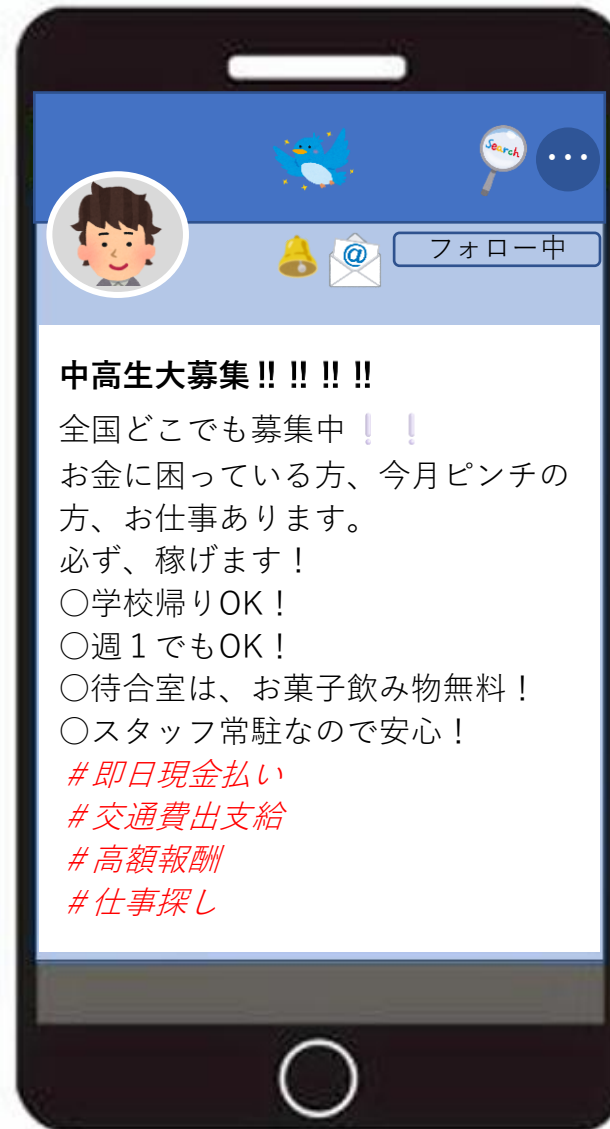 Search
@
フォロー中
中高生大募集‼‼‼‼
全国どこでも募集中❕❕
お金に困っている方、今月ピンチの
方、お仕事あります。
必ず、稼げます！
○学校帰りOK！
○週１でもOK！
○待合室は、お菓子飲み物無料！
○スタッフ常駐なので安心！
＃即日現金払い
＃交通費出支給
＃高額報酬
＃仕事探し